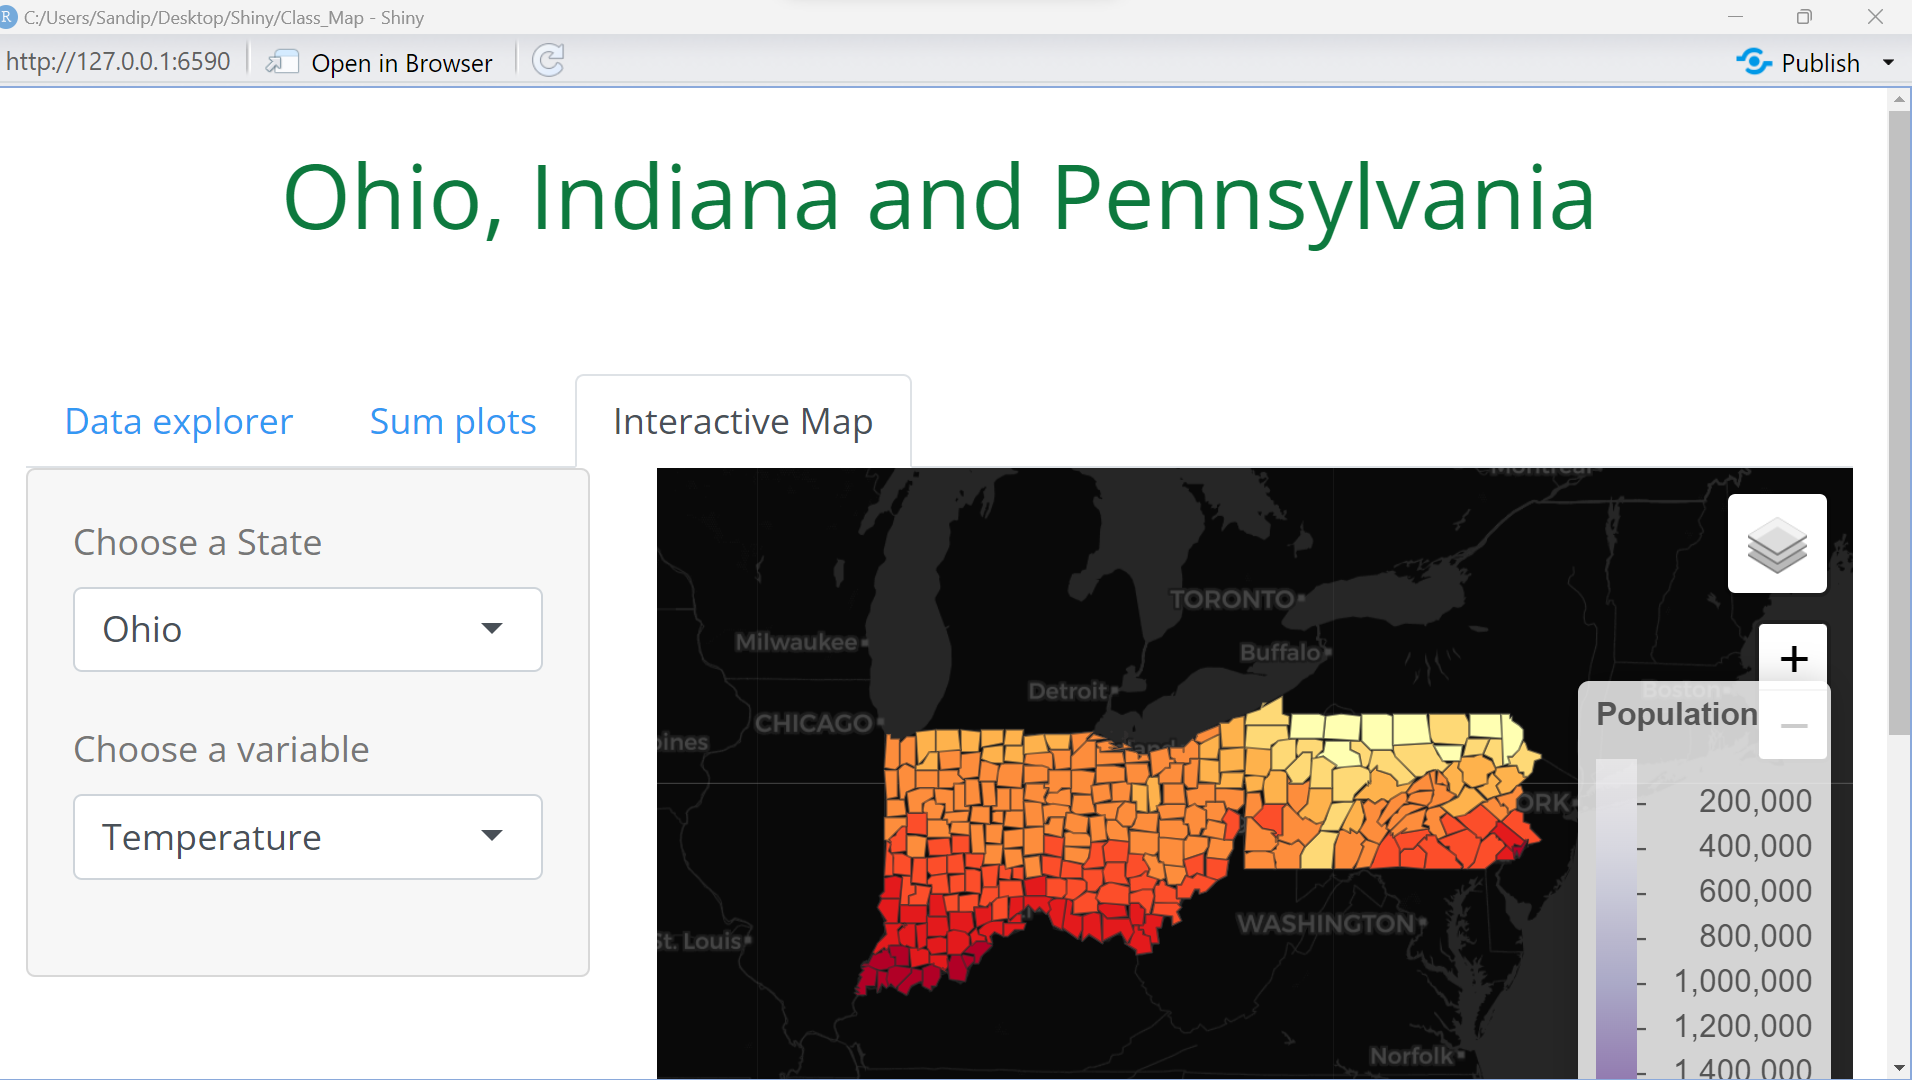 R C:/Users/Sandip/Desktop/Shiny/Class_Map - Shiny
http://127.0.0.1:6590 Open in Browser Publish
Ohio, Indiana and Pennsylvania
Data explorer Sum plots Interactive Map
Choose a State
Ohio
Choose a variable
Temperature
TORONTO
Milwaukee
Buffalo
Detroit
CHICAGO
Boston
ines
land
ORK
WASHINGTON
St. Louis
Norfolk
+
−
Population
200,000
400,000
600,000
800,000
1,000,000
1,200,000
1,400,000